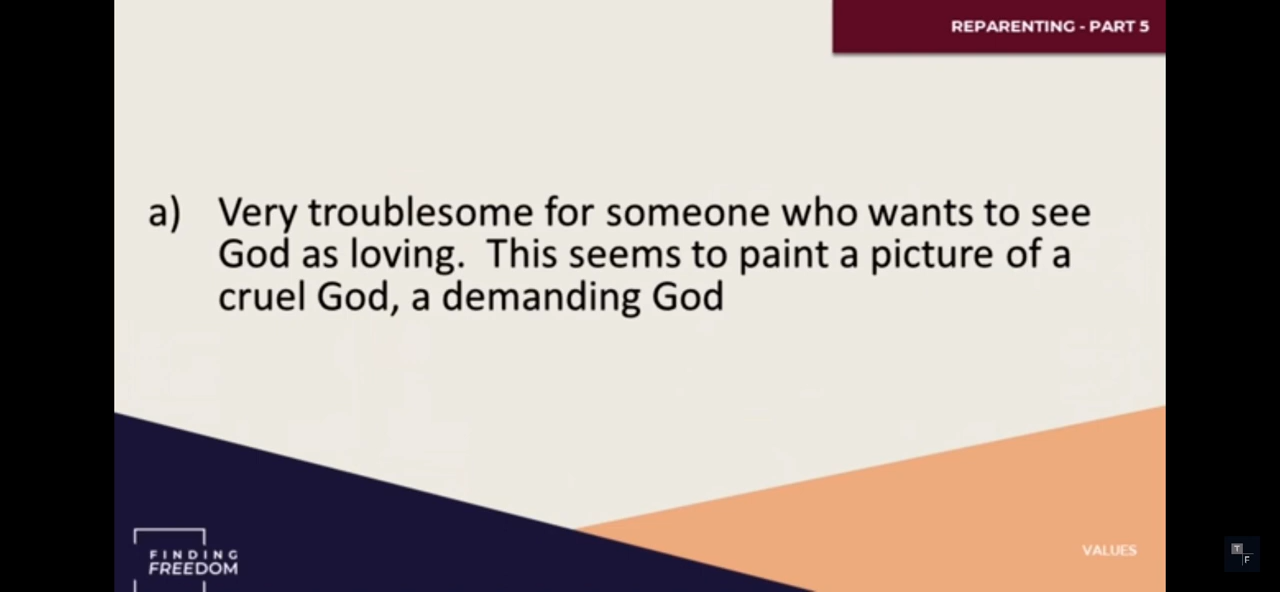 REPARENTING - PART 5
a) Very troublesome for someone who wants to see
God as loving.  This seems to paint a picture of a
cruel God, a demanding God
FINDING
FREEDOM
VALUES
T
F